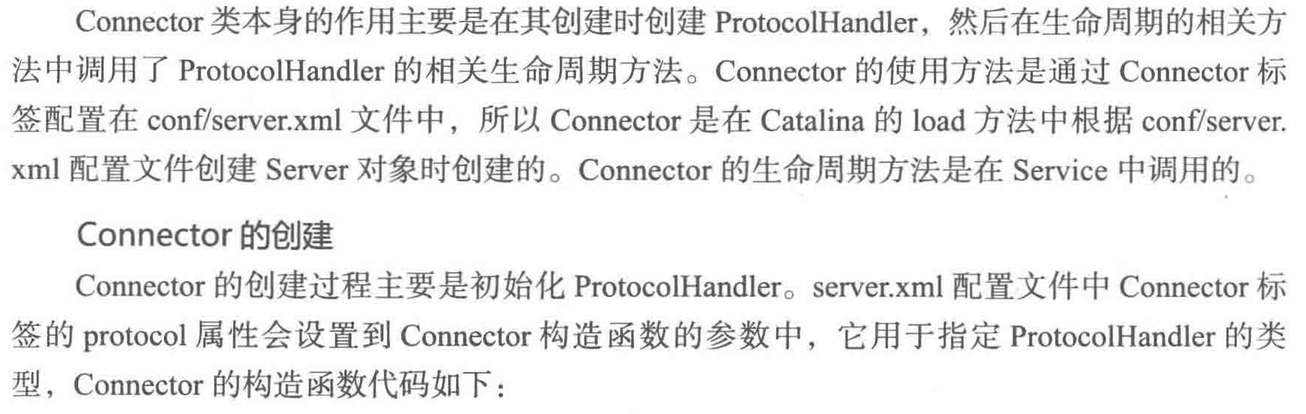 Connector 类本身的作用主要是在其创建时创建 ProtocolHandler，然后在生命周期的相关方
法中调用了 ProtocolHandler 的相关生命周期方法。Connector 的使用方法是通过 Connector 标
签配置在 conf/server.xml 文件中，所以 Connector 是在 Catalina 的 load 方法中根据 conf/server.
xml 配置文件创建 Server 对象时创建的。Connector 的生命周期方法是在 Service 中调用的。
Connector 的创建
Connector 的创建过程主要是初始化 ProtocolHandler。server.xml 配置文件中 Connector 标
签的 protocol 属性会设置到 Connector 构造函数的参数中，它用于指定 ProtocolHandler 的类
型，Connector 的构造函数代码如下：